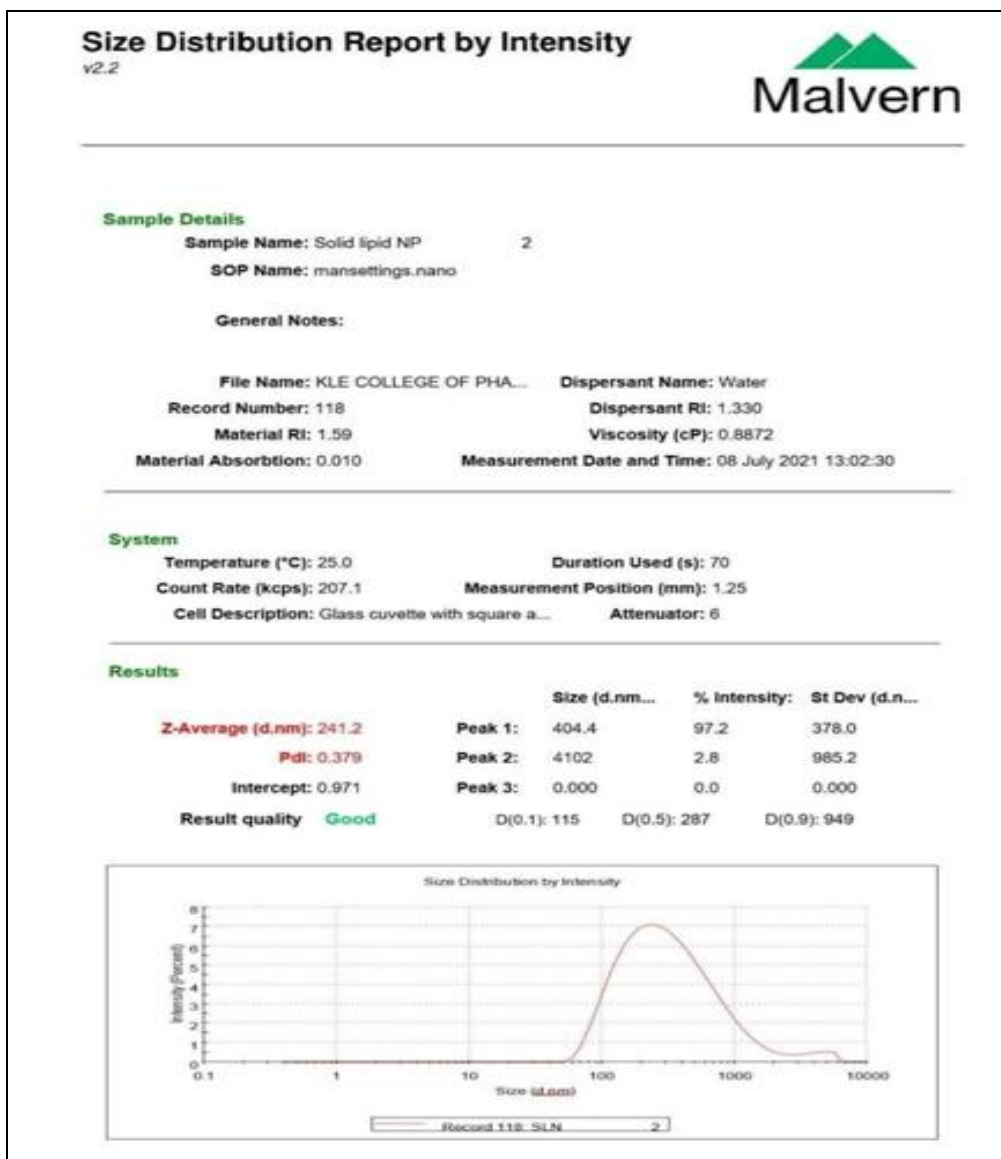 Size Distribution Report by Intensity
v2.2
Malvern
Sample Details
Sample Name: Solid lipid NP 2
SOP Name: mansettings.nano
General Notes:
File Name: KLE COLLEGE OF PHA... Dispersant Name: Water
Record Number: 118 Dispersant RI: 1.330
Material RI: 1.59 Viscosity (cP): 0.8872
Material Absorbtion: 0.010 Measurement Date and Time: 08 July 2021 13:02:30
System
Temperature (°C): 25.0 Duration Used (s): 70
Count Rate (kcps): 207.1 Measurement Position (mm): 1.25
Cell Description: Glass cuvette with square a... Attenuator: 6
Results
Size (d.nm... % Intensity: St Dev (d.n...
Z-Average (d.nm): 241.2 Peak 1: 404.4 97.2 378.0
PdI: 0.379 Peak 2: 4102 2.8 985.2
Intercept: 0.971 Peak 3: 0.000 0.0 0.000
Result quality Good D(0.1): 115 D(0.5): 287 D(0.9): 949
Size Distribution by Intensity
Intensity (Percent)
8
7
6
5
4
3
2
1
0
0.1 1 10 100 1000 10000
Size (d.nm)
Record 118: SLN 2